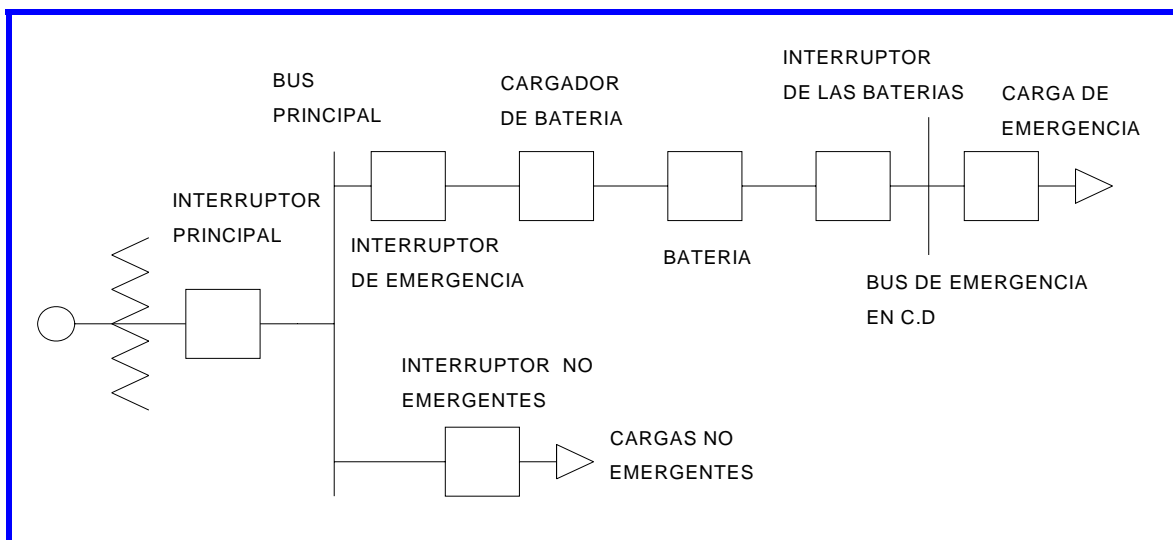 INTERRUPTOR
DE LAS BATERIAS
BUS
PRINCIPAL
CARGADOR
DE BATERIA
CARGA DE
EMERGENCIA
INTERRUPTOR
PRINCIPAL
INTERRUPTOR
DE EMERGENCIA
BATERIA
BUS DE EMERGENCIA
EN C.D
INTERRUPTOR NO
EMERGENTES
CARGAS NO
EMERGENTES